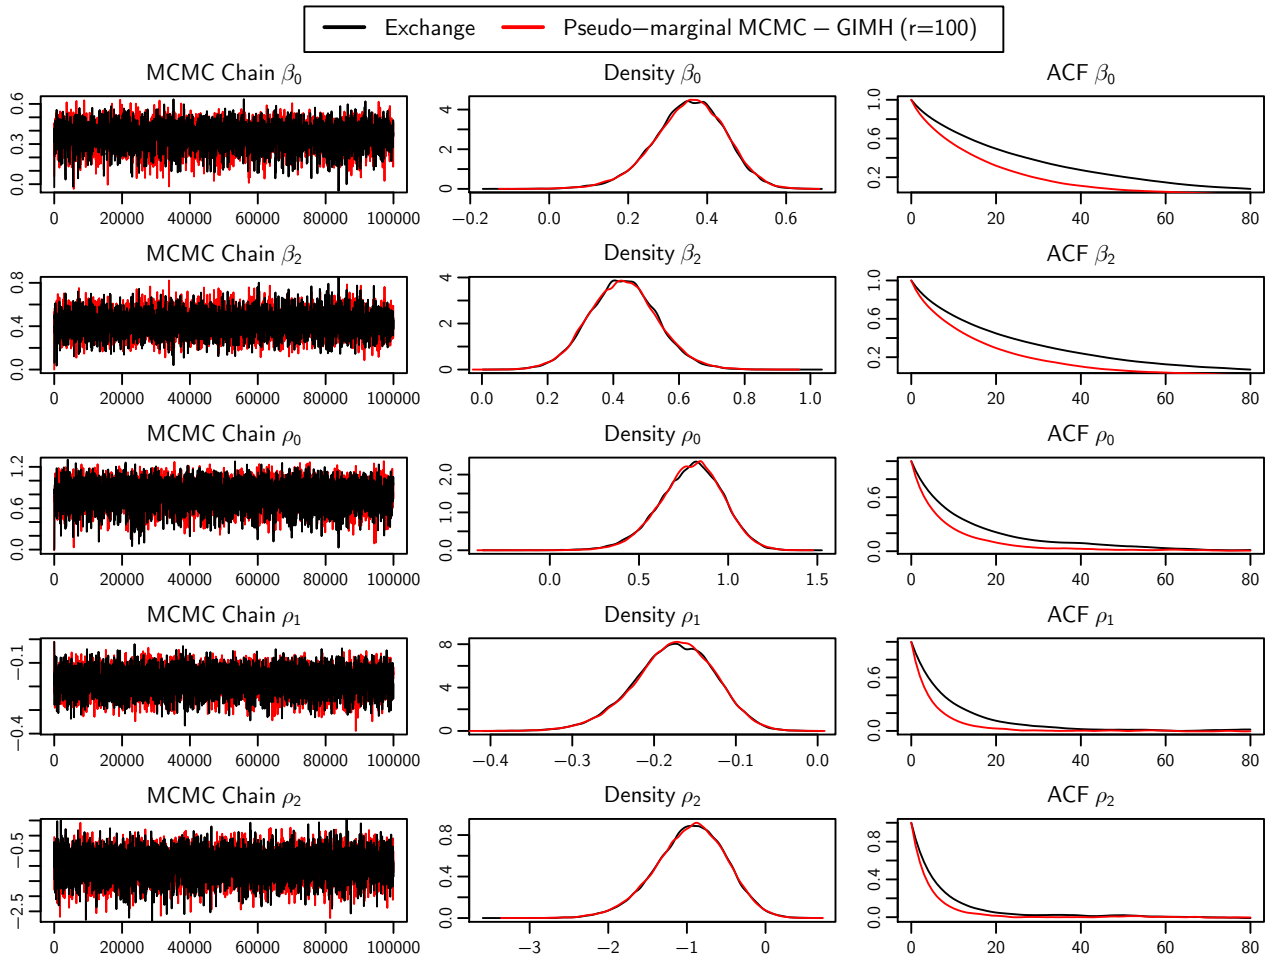 Exchange Pseudo−marginal MCMC − GIMH (r=100)
MCMC Chain β0 Density β0 ACF β0
0.0 0.3 0.6
0 20000 40000 60000 80000 100000
0 2 4
−0.2 0.0 0.2 0.4 0.6
0.2 0.6 1.0
0 20 40 60 80
MCMC Chain β2 Density β2 ACF β2
0.0 0.4 0.8
0 20000 40000 60000 80000 100000
0 2 4
0.0 0.2 0.4 0.6 0.8 1.0
0.2 0.6 1.0
0 20 40 60 80
MCMC Chain ρ0 Density ρ0 ACF ρ0
0.0 0.6 1.2
0 20000 40000 60000 80000 100000
0.0 1.0 2.0
0.0 0.5 1.0 1.5
0.0 0.6
0 20 40 60 80
MCMC Chain ρ1 Density ρ1 ACF ρ1
−0.4 −0.1
0 20000 40000 60000 80000 100000
0 4 8
−0.4 −0.3 −0.2 −0.1 0.0
0.0 0.6
0 20 40 60 80
MCMC Chain ρ2 Density ρ2 ACF ρ2
−2.5 −0.5
0 20000 40000 60000 80000 100000
0.0 0.4 0.8
−3 −2 −1 0
0.0 0.4 0.8
0 20 40 60 80